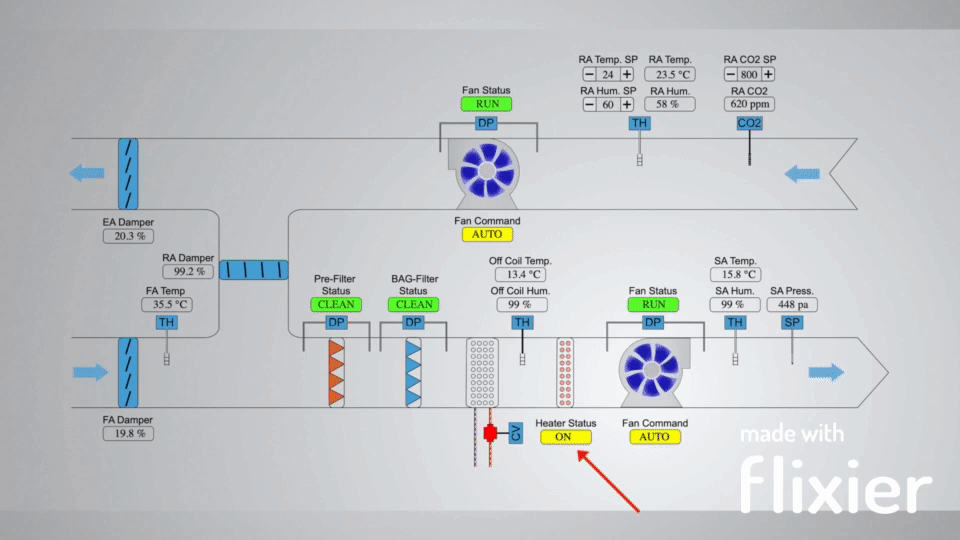 RA Temp. SP RA Temp. RA CO2 SP
− 24 + 23.5 °C − 800 +
Fan Status RA Hum. SP RA Hum. RA CO2
RUN − 60 + 58 % 620 ppm
DP TH CO2
EA Damper Fan Command
20.3 % AUTO
RA Damper Off Coil Temp. SA Temp.
99.2 % 13.4 °C 15.8 °C
Pre-Filter BAG-Filter
FA Temp Status Status Off Coil Hum. Fan Status SA Hum. SA Press.
35.5 °C CLEAN CLEAN 99 % RUN 99 % 448 pa
TH DP DP TH DP TH SP
FA Damper Heater Status Fan Command
19.8 % CV ON AUTO
made with
flixier